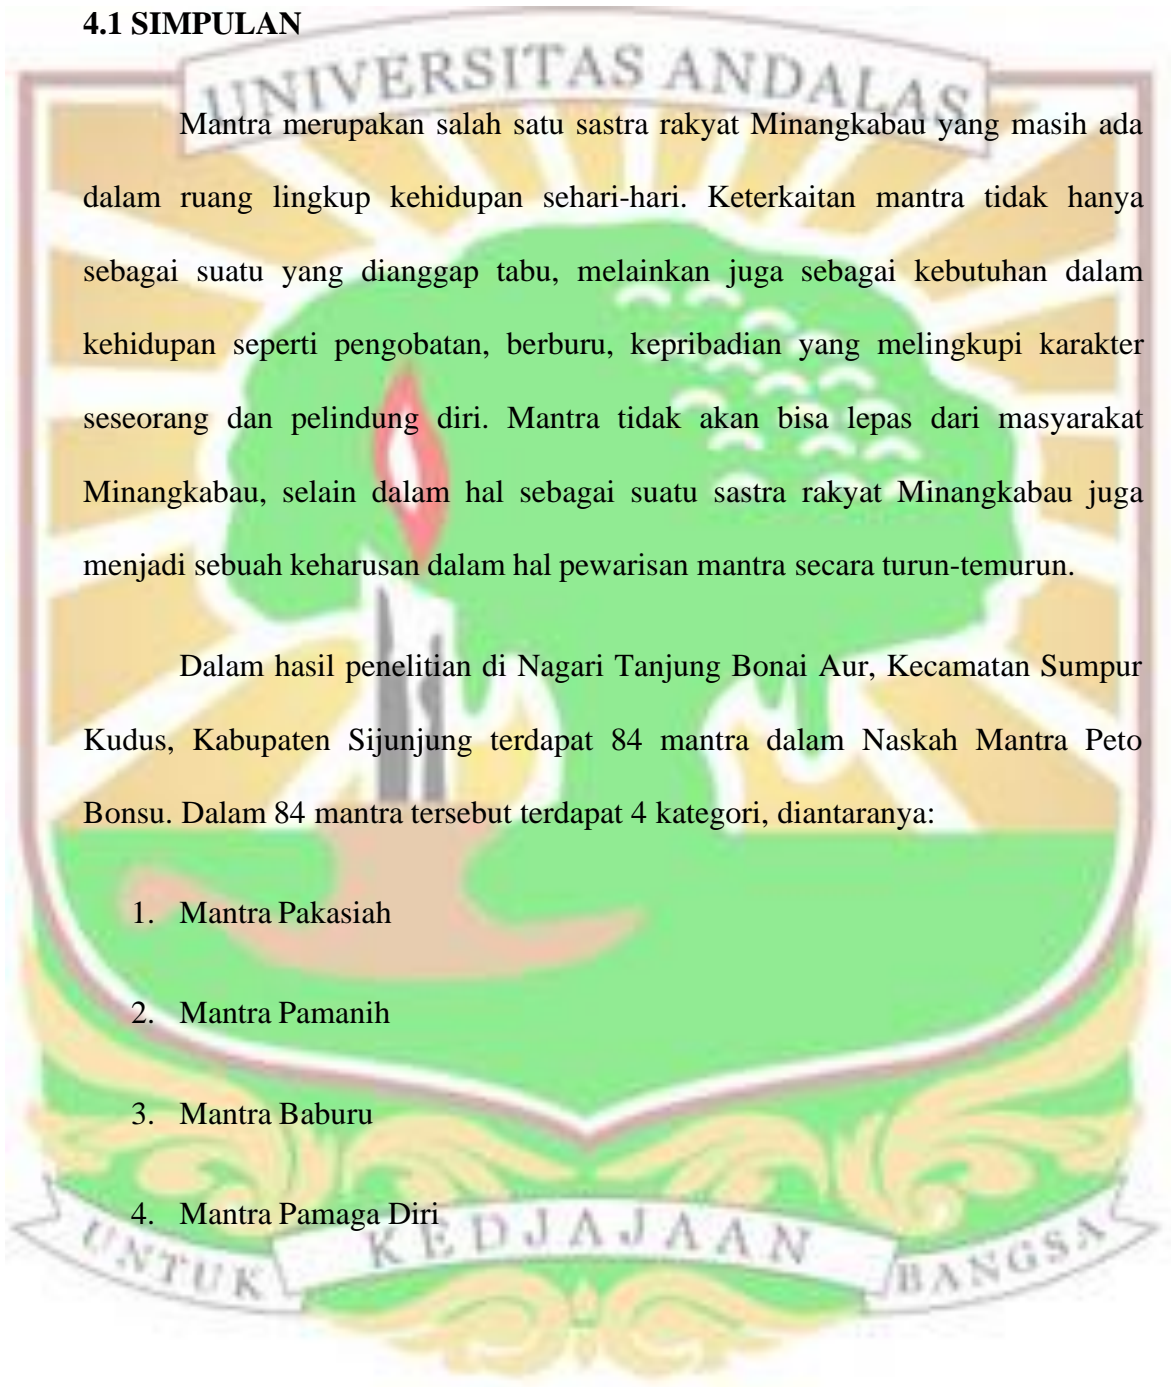 4.1 SIMPULAN
UNIVERSITAS ANDALAS
Mantra merupakan salah satu sastra rakyat Minangkabau yang masih ada
dalam ruang lingkup kehidupan sehari-hari. Keterkaitan mantra tidak hanya
sebagai suatu yang dianggap tabu, melainkan juga sebagai kebutuhan dalam
kehidupan seperti pengobatan, berburu, kepribadian yang melingkupi karakter
seseorang dan pelindung diri. Mantra tidak akan bisa lepas dari masyarakat
Minangkabau, selain dalam hal sebagai suatu sastra rakyat Minangkabau juga
menjadi sebuah keharusan dalam hal pewarisan mantra secara turun-temurun.
Dalam hasil penelitian di Nagari Tanjung Bonai Aur, Kecamatan Sumpur
Kudus, Kabupaten Sijunjung terdapat 84 mantra dalam Naskah Mantra Peto
Bonsu. Dalam 84 mantra tersebut terdapat 4 kategori, diantaranya:
1. Mantra Pakasiah
2. Mantra Pamanih
3. Mantra Baburu
4. Mantra Pamaga Diri
UNTUK KEDJAJAAN BANGSA